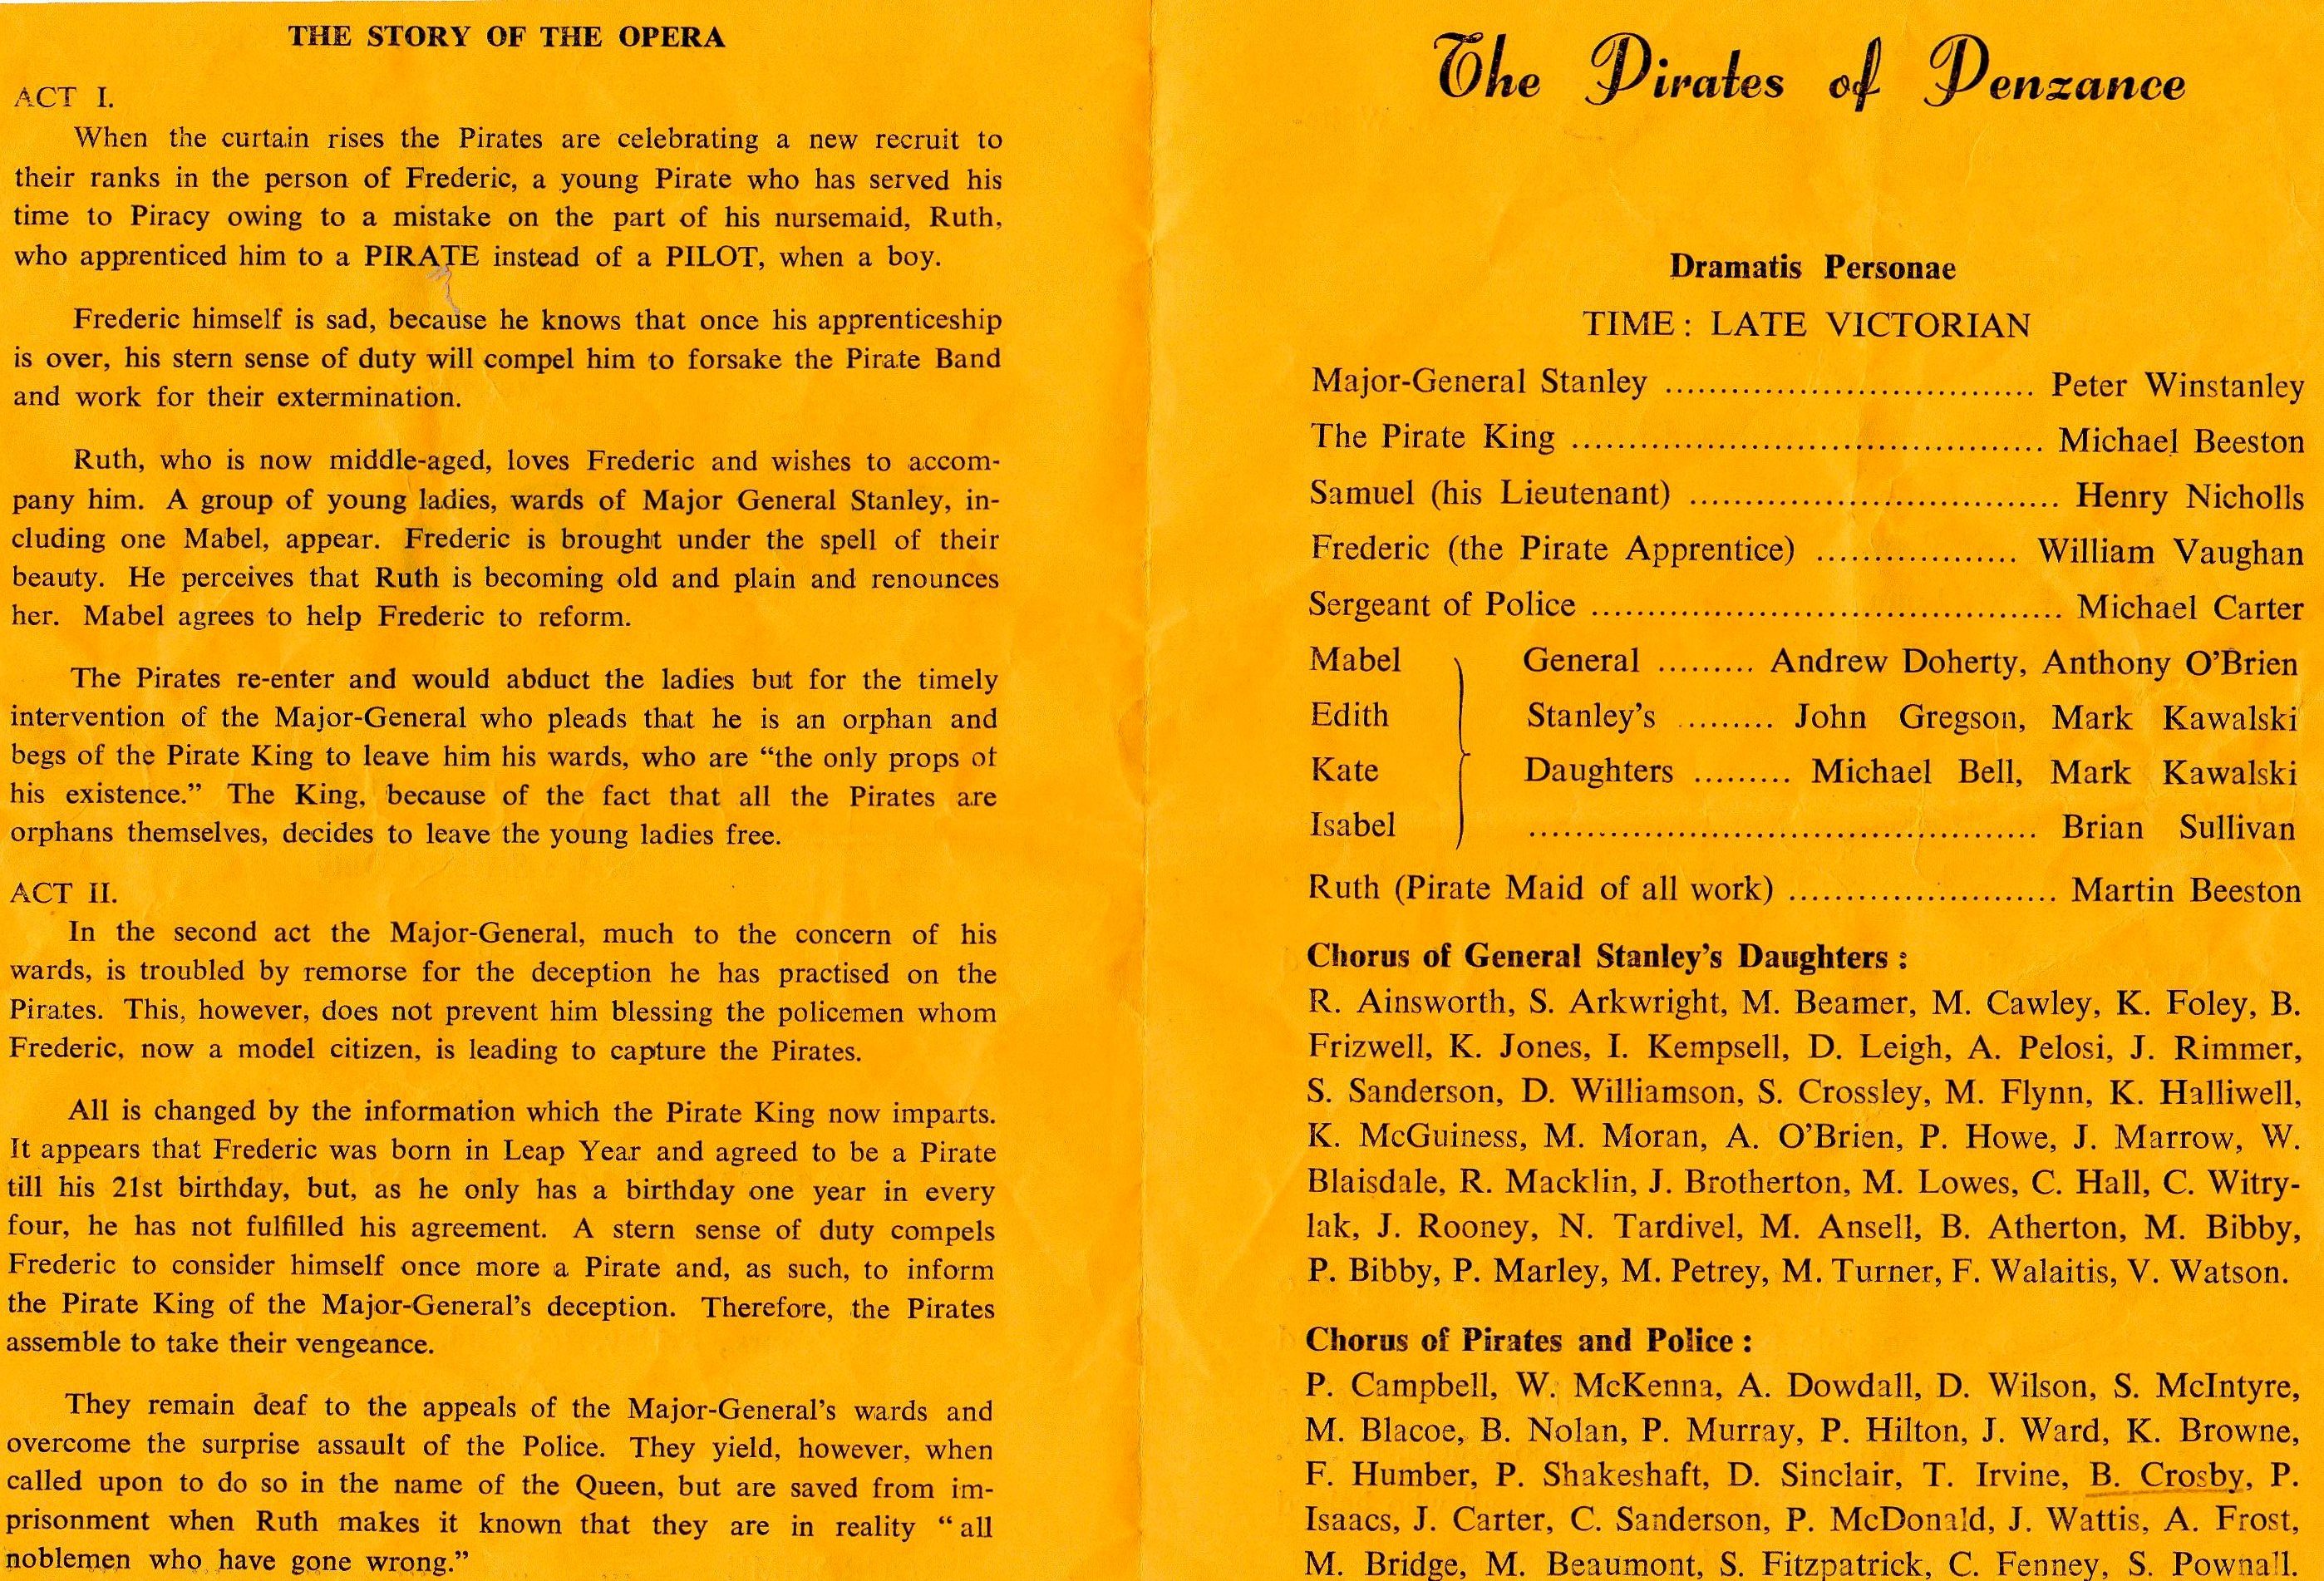 THE STORY OF THE OPERA
ACT I.
When the curtain rises the Pirates are celebrating a new recruit to
their ranks in the person of Frederic, a young Pirate who has served his
time to Piracy owing to a mistake on the part of his nursemaid, Ruth,
who apprenticed him to a PIRATE instead of a PILOT, when a boy.
Frederic himself is sad, because he knows that once his apprenticeship
is over, his stern sense of duty will compel him to forsake the Pirate Band
and work for their extermination.
Ruth, who is now middle-aged, loves Frederic and wishes to accom-
pany him. A group of young ladies, wards of Major General Stanley, in-
cluding one Mabel, appear. Frederic is brought under the spell of their
beauty. He perceives that Ruth is becoming old and plain and renounces
her. Mabel agrees to help Frederic to reform.
The Pirates re-enter and would abduct the ladies but for the timely
intervention of the Major-General who pleads that he is an orphan and
begs of the Pirate King to leave him his wards, who are “the only props of
his existence.” The King, because of the fact that all the Pirates are
orphans themselves, decides to leave the young ladies free.
ACT II.
In the second act the Major-General, much to the concern of his
wards, is troubled by remorse for the deception he has practised on the
Pirates. This, however, does not prevent him blessing the policemen whom
Frederic, now a model citizen, is leading to capture the Pirates.
All is changed by the information which the Pirate King now imparts.
It appears that Frederic was born in Leap Year and agreed to be a Pirate
till his 21st birthday, but, as he only has a birthday one year in every
four, he has not fulfilled his agreement. A stern sense of duty compels
Frederic to consider himself once more a Pirate and, as such, to inform
the Pirate King of the Major-General's deception. Therefore, the Pirates
assemble to take their vengeance.
They remain deaf to the appeals of the Major-General's wards and
overcome the surprise assault of the Police. They yield, however, when
called upon to do so in the name of the Queen, but are saved from im-
prisonment when Ruth makes it known that they are in reality “ all
noblemen who have gone wrong.”
The Pirates of Penzance
Dramatis Personae
TIME : LATE VICTORIAN
Major-General Stanley ................................ Peter Winstanley
The Pirate King ......................................... Michael Beeston
Samuel (his Lieutenant) ................................ Henry Nicholls
Frederic (the Pirate Apprentice) .................. William Vaughan
Sergeant of Police ......................................... Michael Carter
Mabel General ......... Andrew Doherty, Anthony O'Brien
Edith Stanley's ......... John Gregson, Mark Kawalski
Kate Daughters ......... Michael Bell, Mark Kawalski
Isabel ............................................ Brian Sullivan
Ruth (Pirate Maid of all work) ....................... Martin Beeston
Chorus of General Stanley's Daughters :
R. Ainsworth, S. Arkwright, M. Beamer, M. Cawley, K. Foley, B.
Frizwell, K. Jones, I. Kempsell, D. Leigh, A. Pelosi, J. Rimmer,
S. Sanderson, D. Williamson, S. Crossley, M. Flynn, K. Halliwell,
K. McGuiness, M. Moran, A. O'Brien, P. Howe, J. Marrow, W.
Blaisdale, R. Macklin, J. Brotherton, M. Lowes, C. Hall, C. Witry-
lak, J. Rooney, N. Tardivel, M. Ansell, B. Atherton, M. Bibby,
P. Bibby, P. Marley, M. Petrey, M. Turner, F. Walaitis, V. Watson.
Chorus of Pirates and Police :
P. Campbell, W. McKenna, A. Dowdall, D. Wilson, S. McIntyre,
M. Blacoe, B. Nolan, P. Murray, P. Hilton, J. Ward, K. Browne,
F. Humber, P. Shakeshaft, D. Sinclair, T. Irvine, B. Crosby, P.
Isaacs, J. Carter, C. Sanderson, P. McDonald, J. Wattis, A. Frost,
M. Bridge, M. Beaumont, S. Fitzpatrick, C. Fenney, S. Pownall.